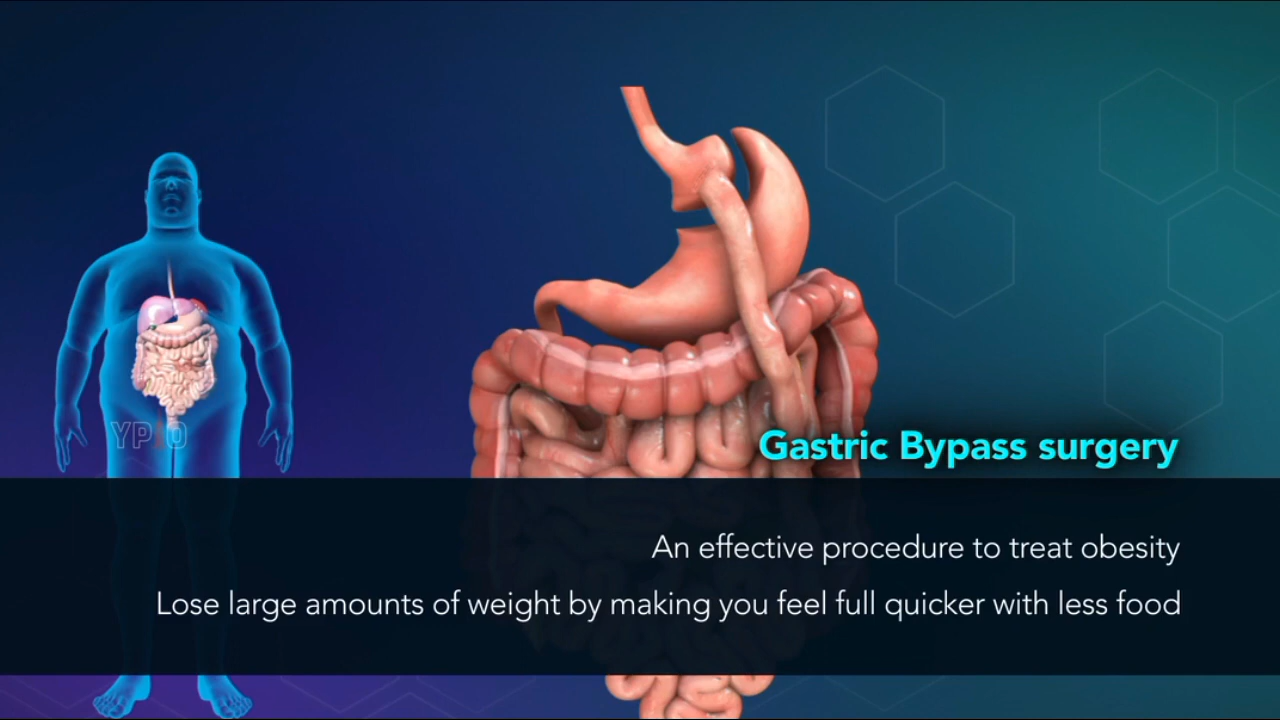 Gastric Bypass surgery
An effective procedure to treat obesity
Lose large amounts of weight by making you feel full quicker with less food